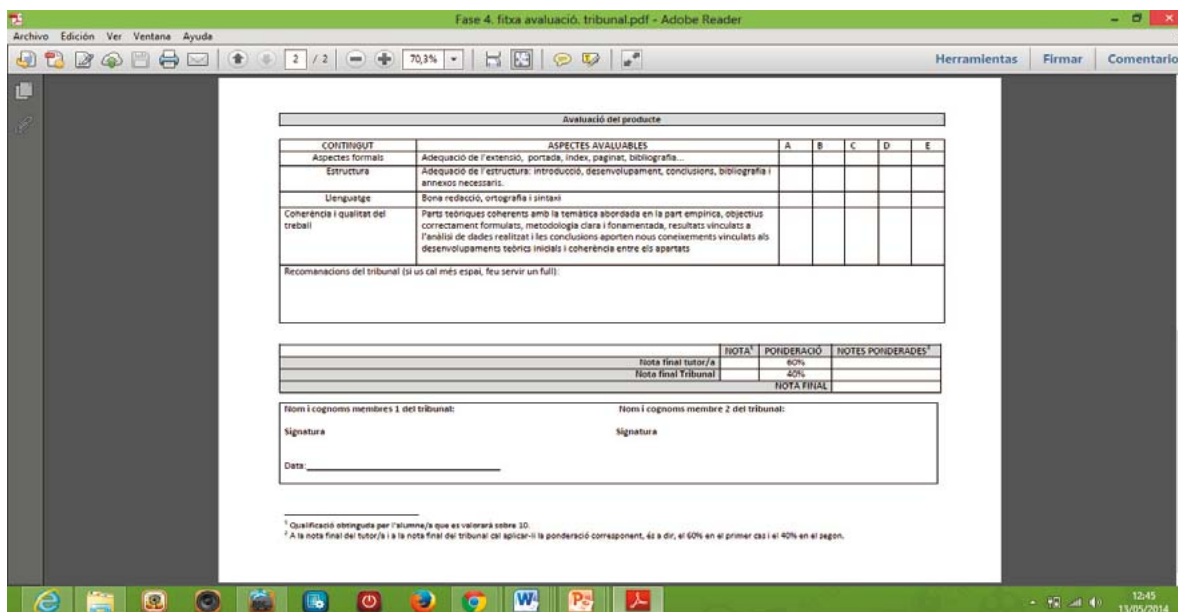 Fase 4. fitxa avaluació. tribunal.pdf - Adobe Reader
Archivo Edición Ver Ventana Ayuda
2 / 2 70,3% Herramientas Firmar Comentario
Avaluació del producte
CONTINGUT ASPECTES AVALUABLES A B C D E
Aspectes formals Adequació de l'extensió, portada, índex, paginat, bibliografia...
Estructura Adequació de l'estructura: introducció, desenvolupament, conclusions, bibliografia i
annexos necessaris.
Llenguatge Bona redacció, ortografia i sintaxi
Coherència i qualitat del Parts teòriques coherents amb la temàtica abordada en la part empírica, objectius
treball correctament formulats, metodologia clara i fonamentada, resultats vinculats a
l'anàlisi de dades realitzat i les conclusions aporten nous coneixements vinculats als
desenvolupaments teòrics inicials i coherència entre els apartats
Recomanacions del tribunal (si us cal més espai, feu servir un full):
NOTA1 PONDERACIÓ NOTES PONDERADES2
Nota final tutor/a 60%
Nota final Tribunal 40%
NOTA FINAL
Nom i cognoms membres 1 del tribunal: Nom i cognoms membre 2 del tribunal:
Signatura Signatura
Data:
1 Qualificació obtinguda per l'alumne/a que es valorarà sobre 10.
2 A la nota final del tutor/a i a la nota final del tribunal cal aplicar-li la ponderació corresponent, és a dir, el 60% en el primer cas i el 40% en el segon.
12:45
13/05/2014